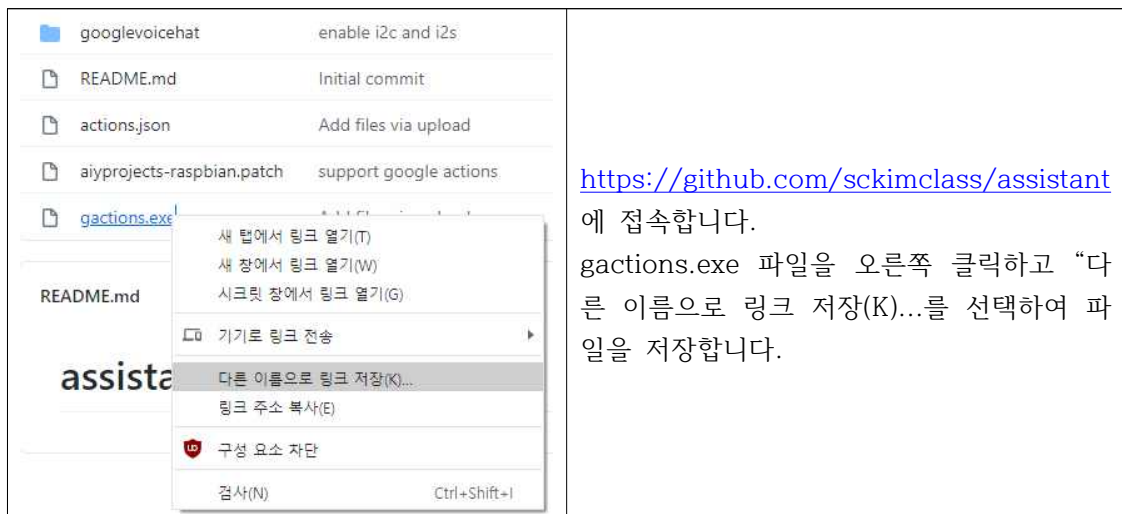 googlevoicehat enable i2c and i2s
README.md Initial commit
actions.json Add files via upload
aiyprojects-raspbian.patch support google actions
gactions.exe
새 탭에서 링크 열기(T)
새 창에서 링크 열기(W)
시크릿 창에서 링크 열기(G)
기기로 링크 전송
다른 이름으로 링크 저장(K)...
링크 주소 복사(E)
구성 요소 차단
검사(N) Ctrl+Shift+I
README.md
assista
https://github.com/sckimclass/assistant
에 접속합니다.
gactions.exe 파일을 오른쪽 클릭하고 “다
른 이름으로 링크 저장(K)...를 선택하여 파
일을 저장합니다.